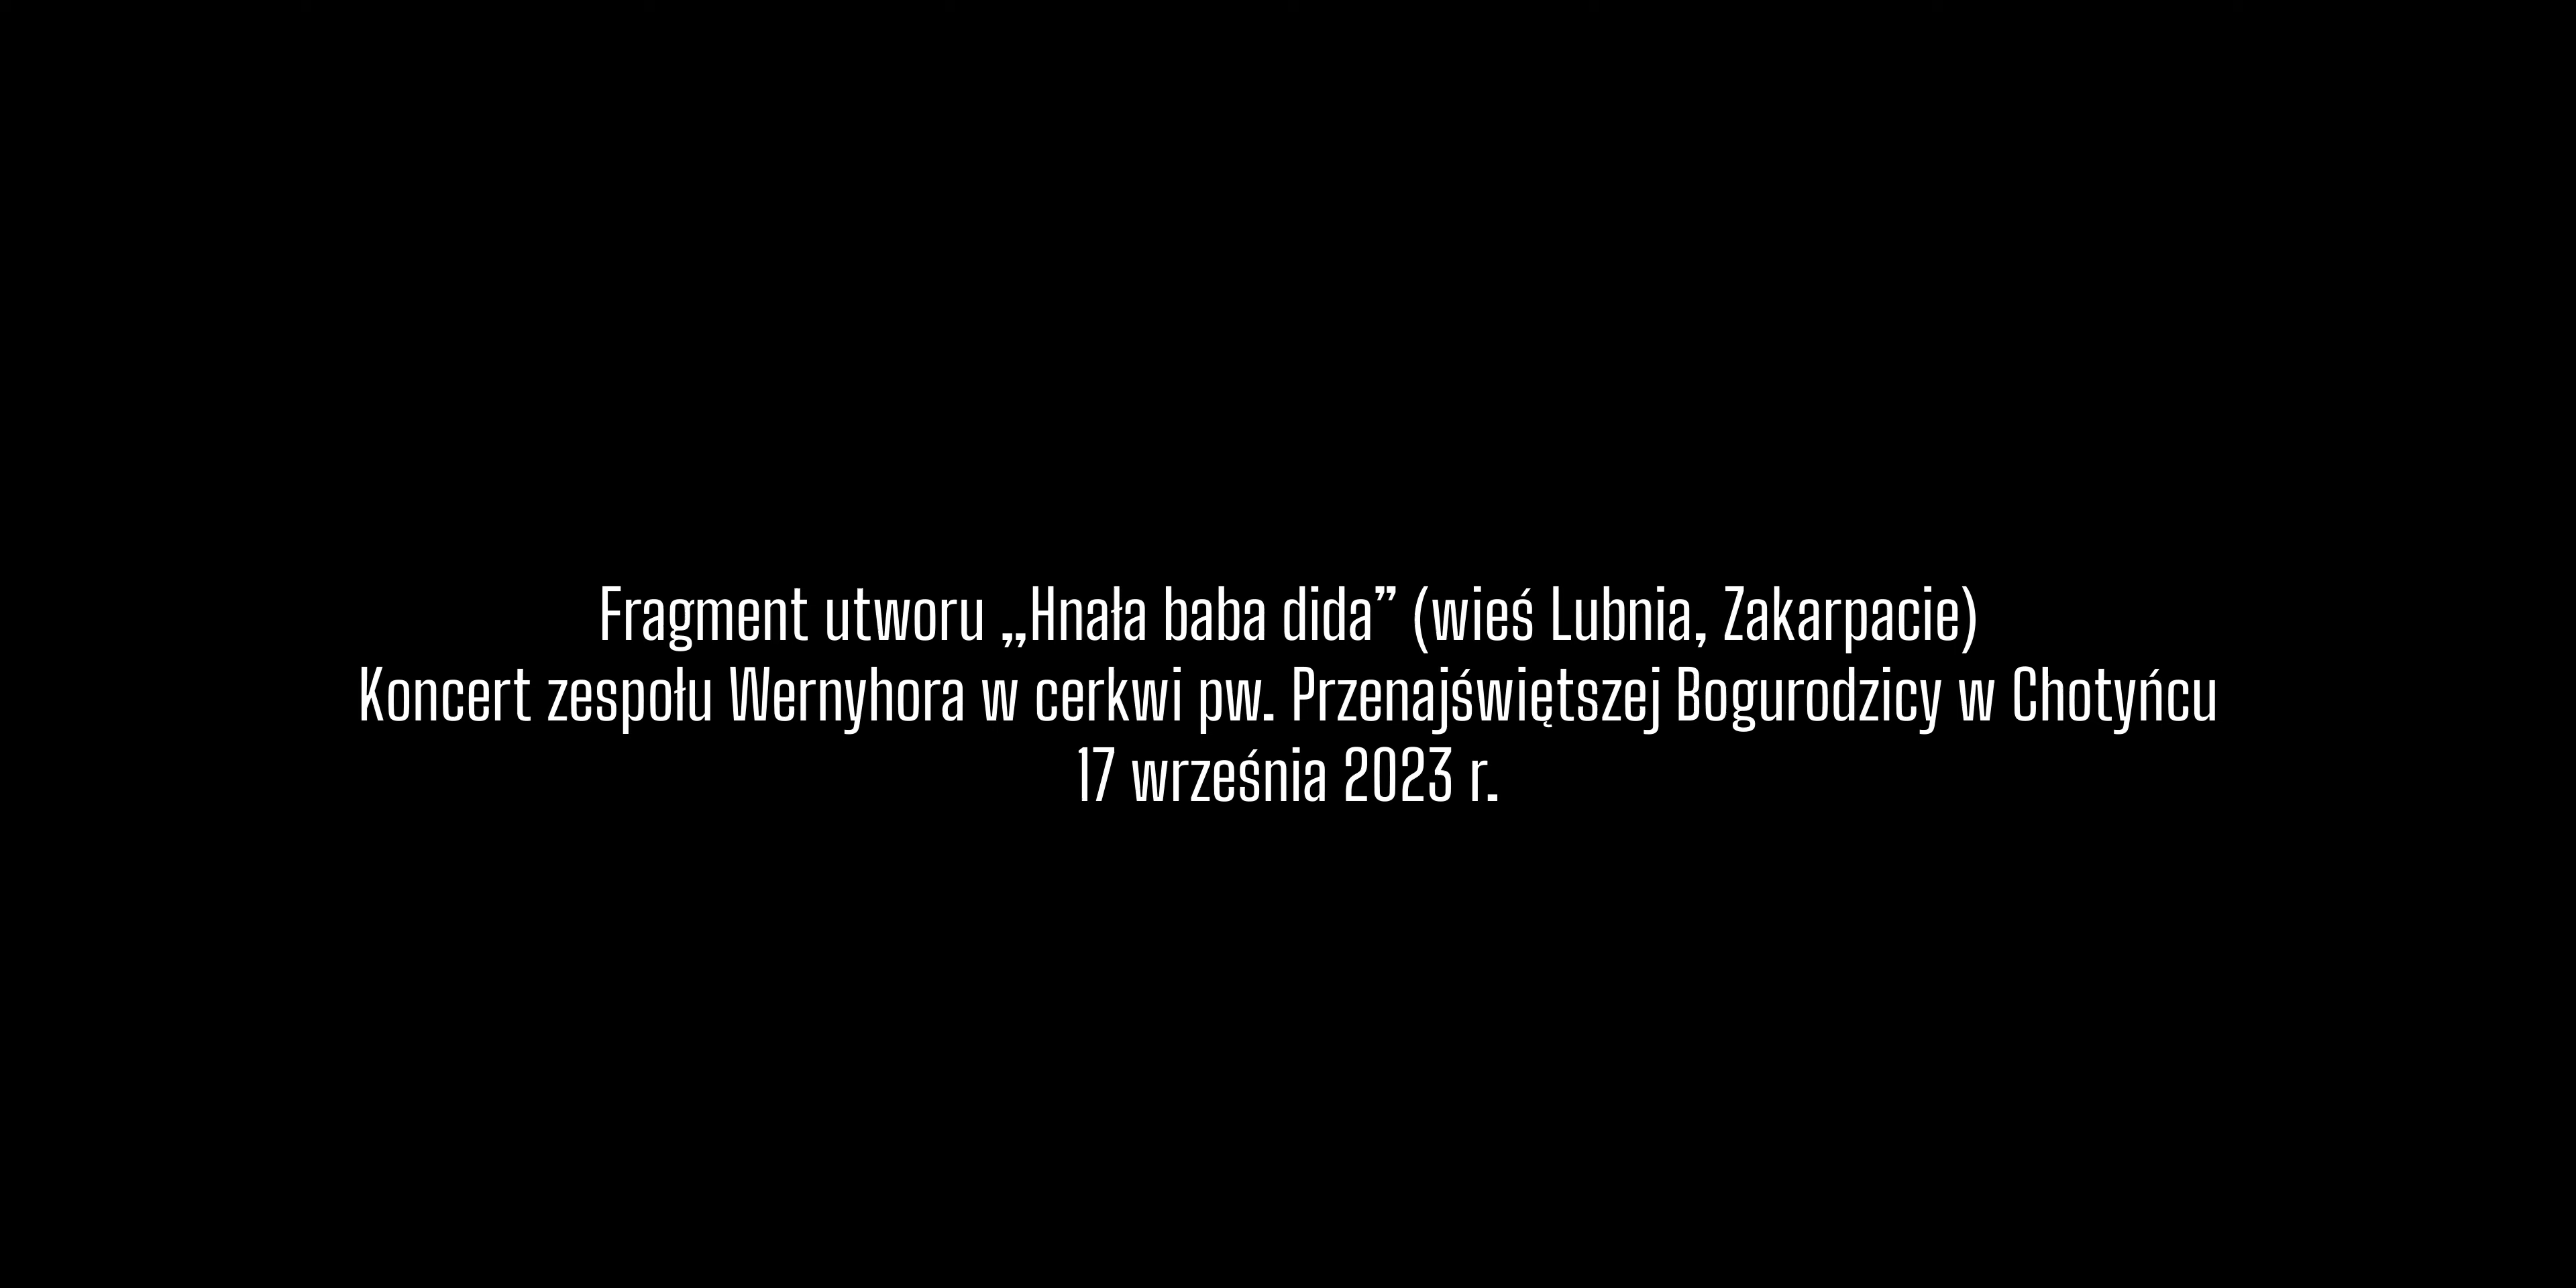 Fragment utworu „Hnała baba dida” (wieś Lubnia, Zakarpacie)
Koncert zespołu Wernyhora w cerkwi pw. Przenajświętszej Bogurodzicy w Chotyńcu
17 września 2023 r.